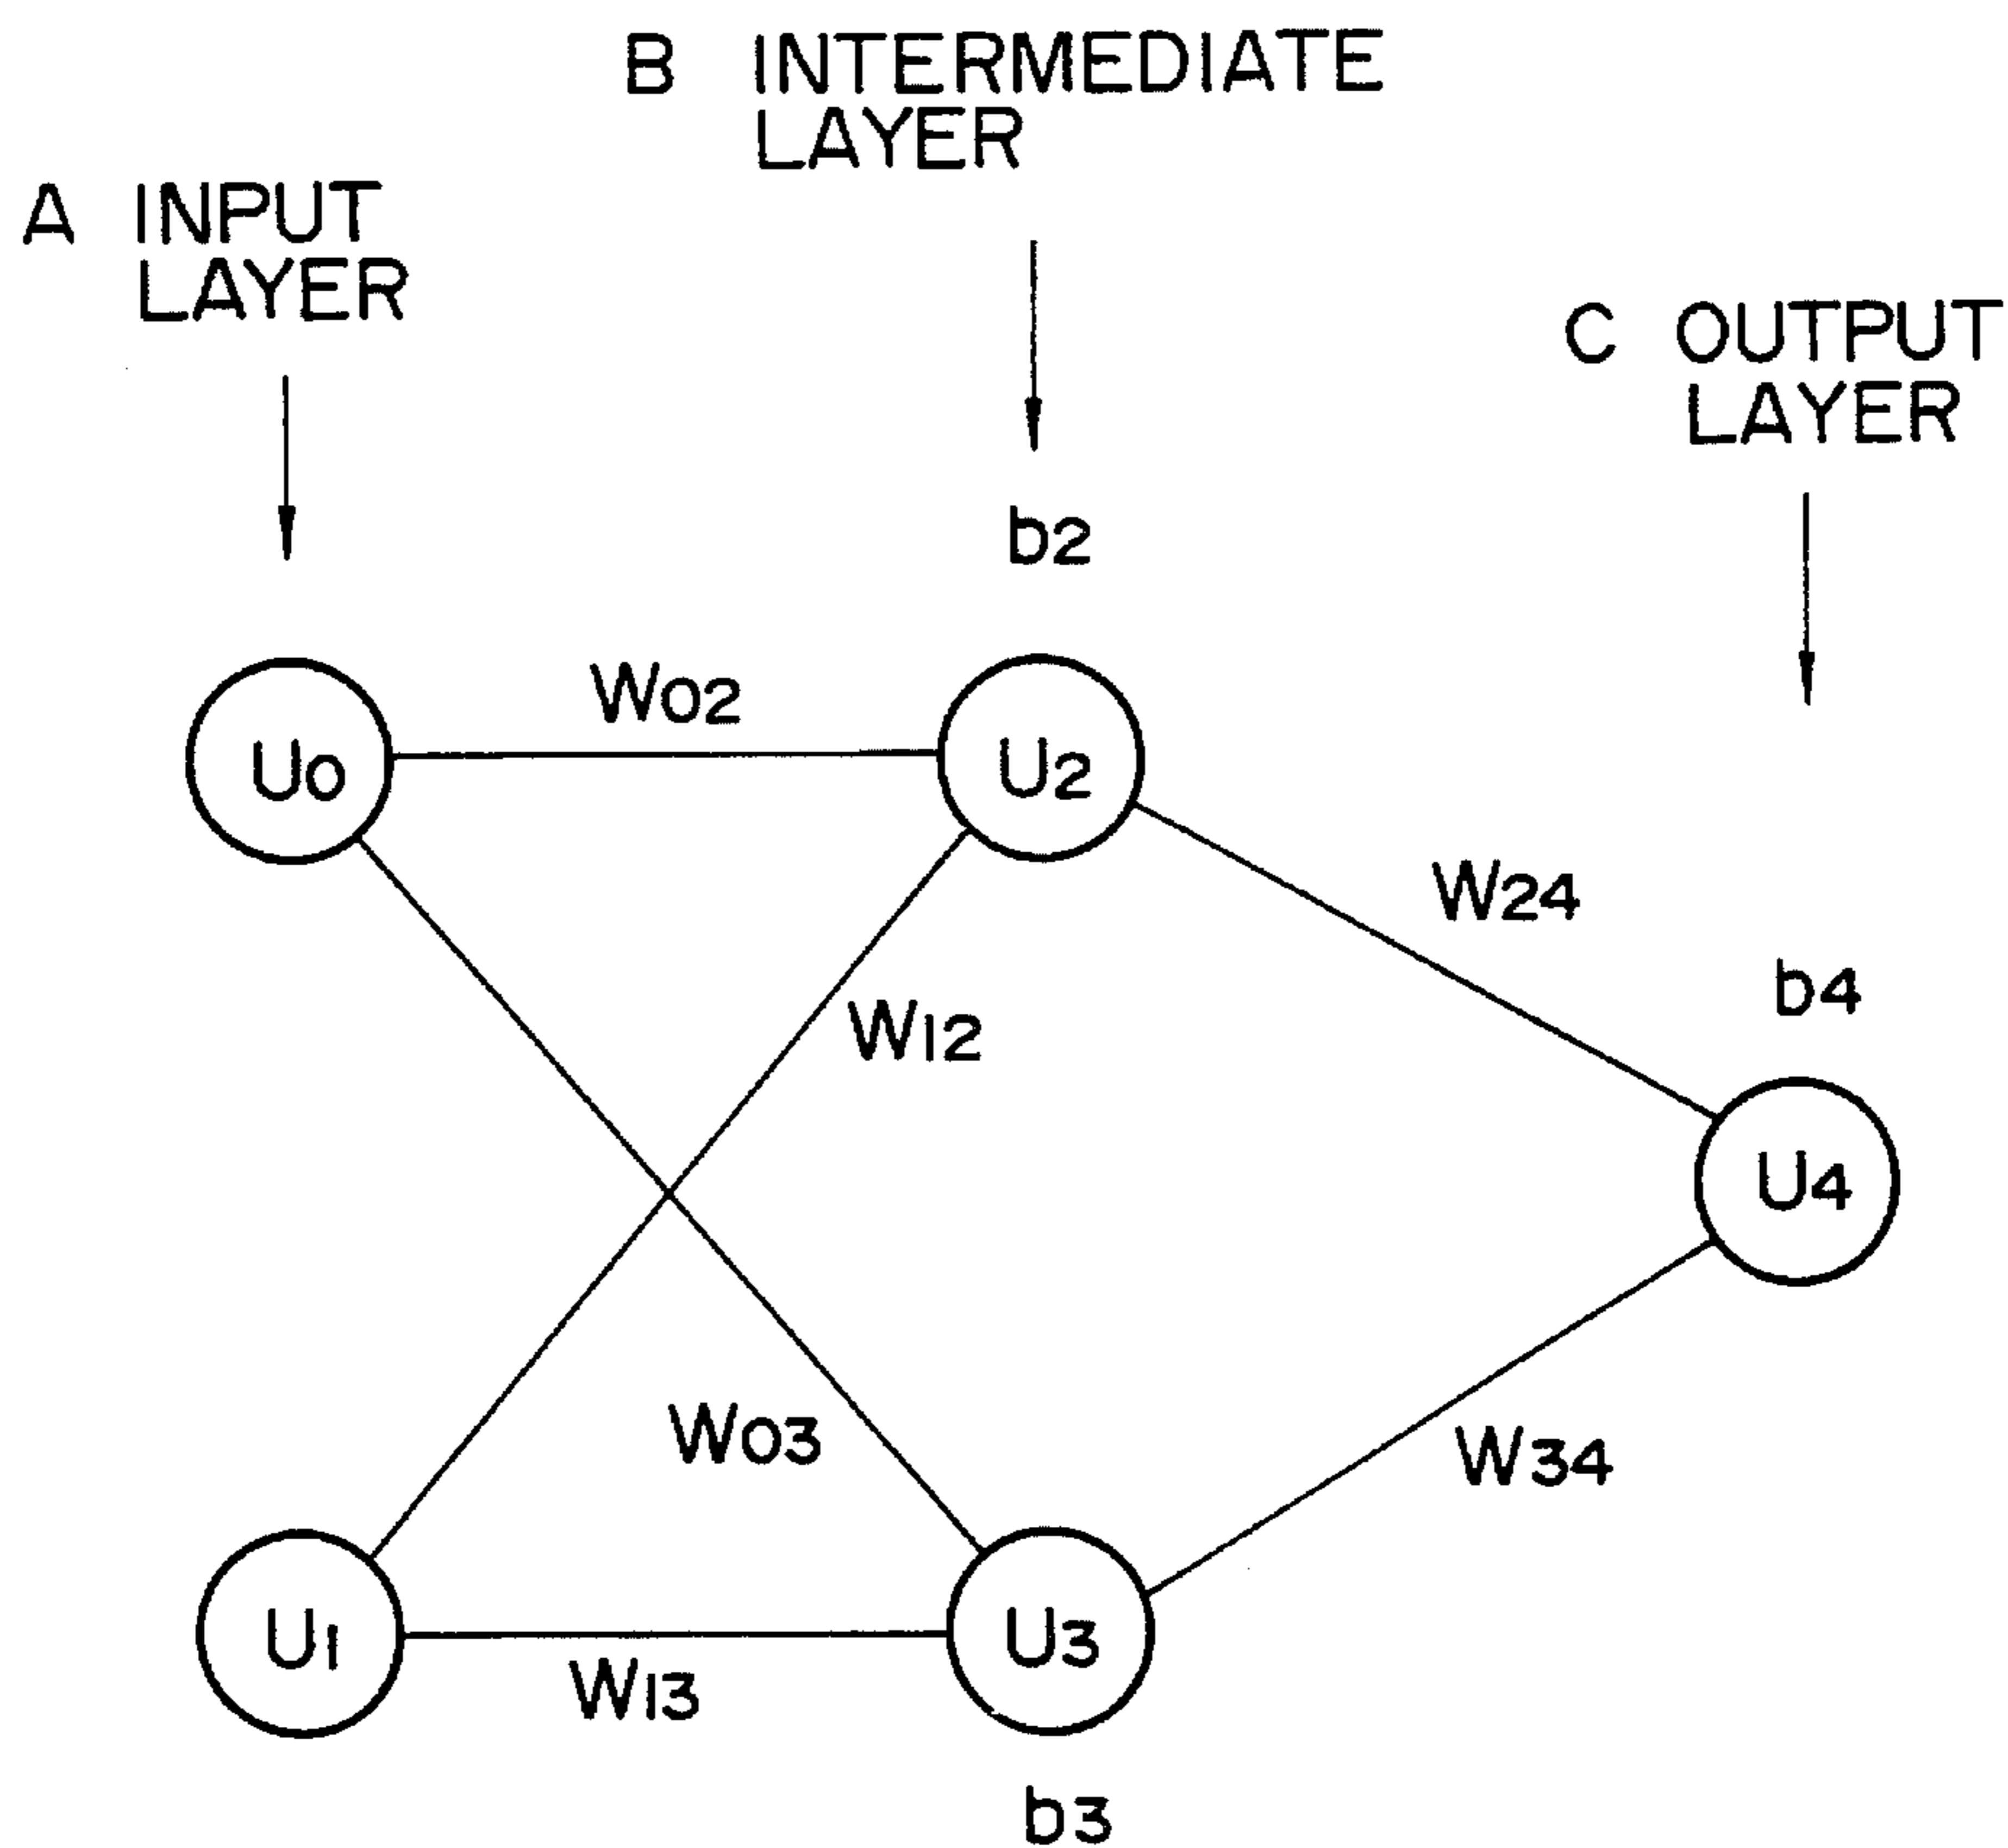 B INTERMEDIATE
LAYER
A INPUT
LAYER
C OUTPUT
LAYER
b2
W02
U0
U2
W24
b4
W12
U4
W03
W34
U1
U3
W13
b3